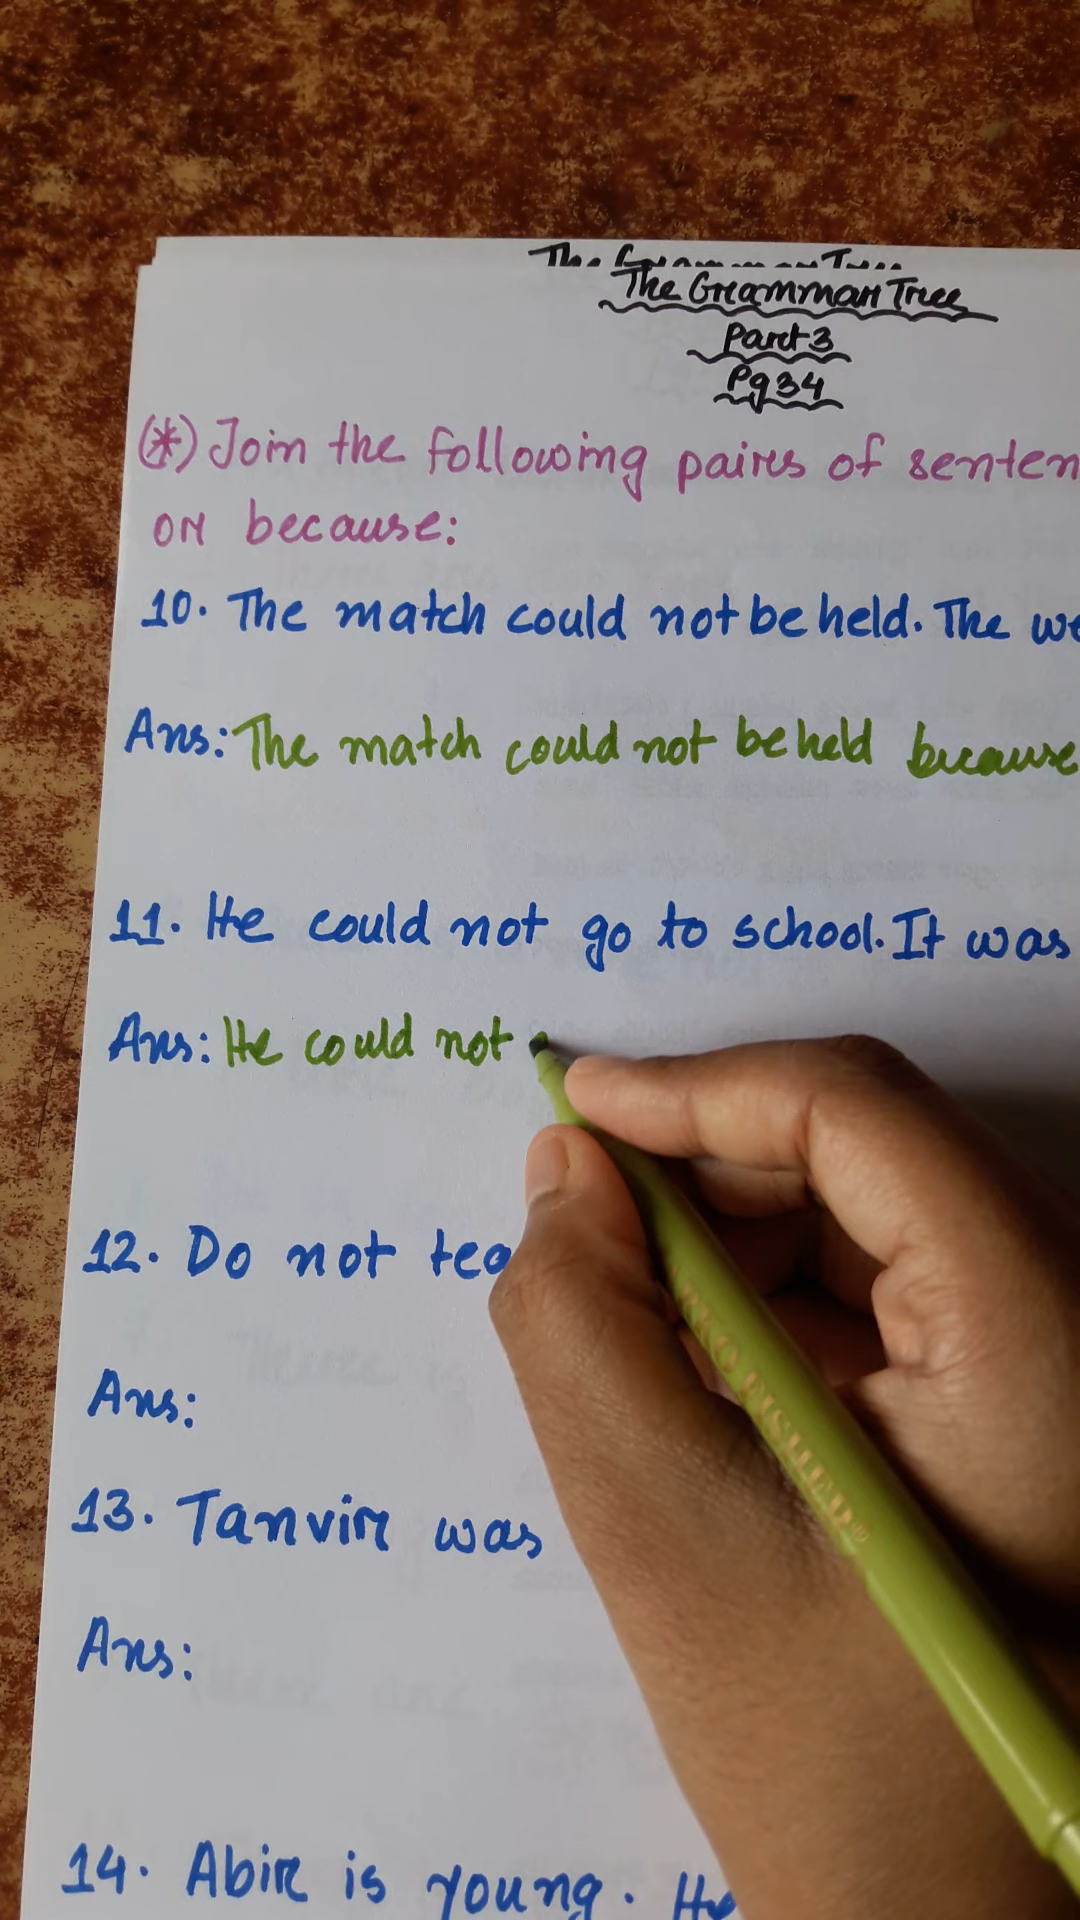 The Grammar Tree
The Grammar Tree
Part 3
Pg 34
(*) Join the following pairs of senten
or because:
10. The match could not be held. The we
Ans: The match could not be held because
11. He could not go to school. It was
Ans: He could not
12. Do not tea
Ans:
13. Tanvir was
Ans:
14. Abir is young. He